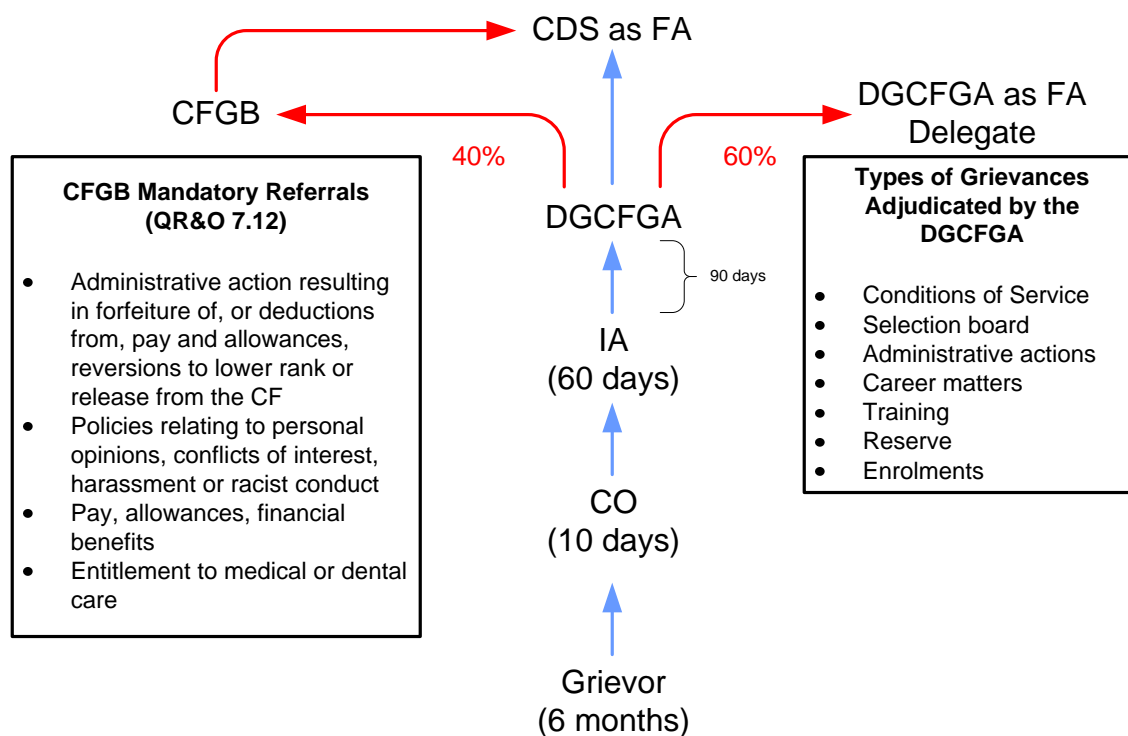 CDS as FA
CFGB
DGCFGA as FA
Delegate
40%
60%
CFGB Mandatory Referrals
(QR&O 7.12)
• Administrative action resulting
in forfeiture of, or deductions
from, pay and allowances,
reversions to lower rank or
release from the CF
• Policies relating to personal
opinions, conflicts of interest,
harassment or racist conduct
• Pay, allowances, financial
benefits
• Entitlement to medical or dental
care
DGCFGA
90 days
IA
(60 days)
CO
(10 days)
Grievor
(6 months)
Types of Grievances
Adjudicated by the
DGCFGA
• Conditions of Service
• Selection board
• Administrative actions
• Career matters
• Training
• Reserve
• Enrolments